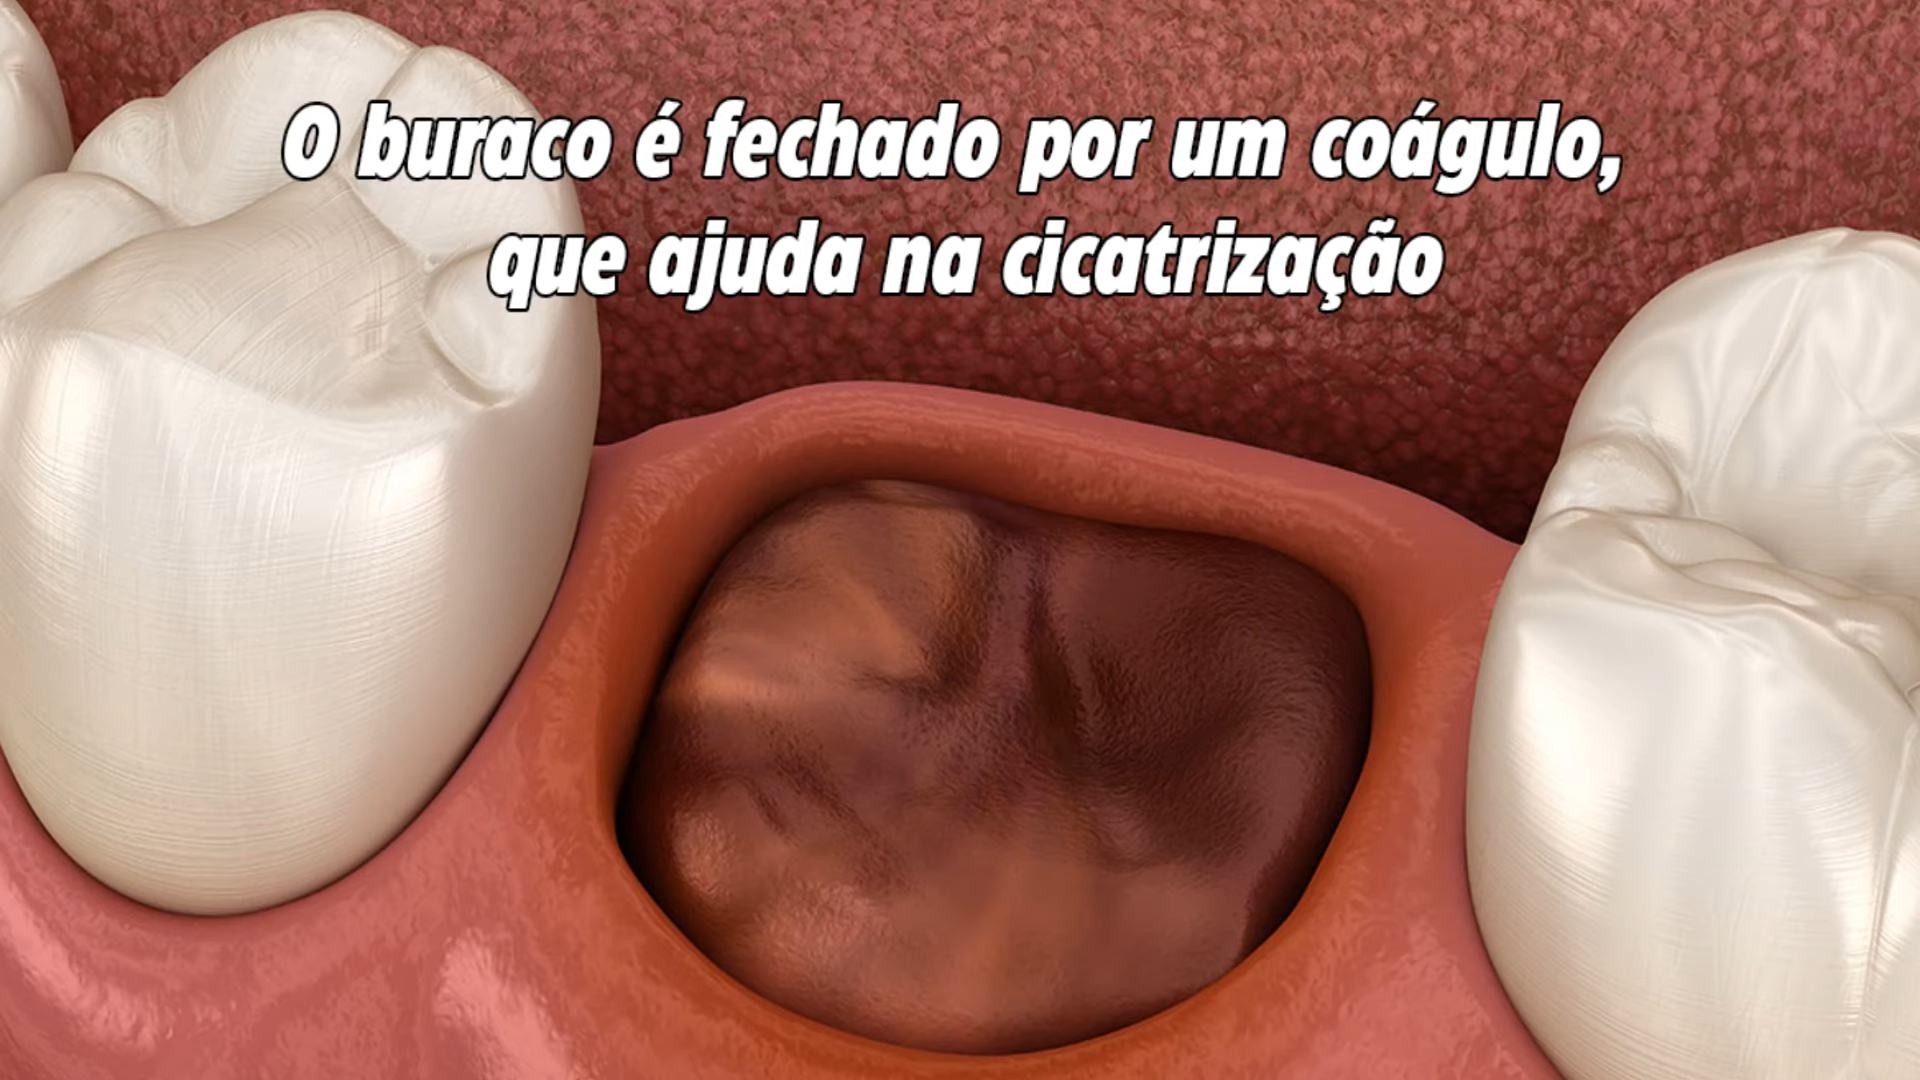 O buraco é fechado por um coágulo,
que ajuda na cicatrização